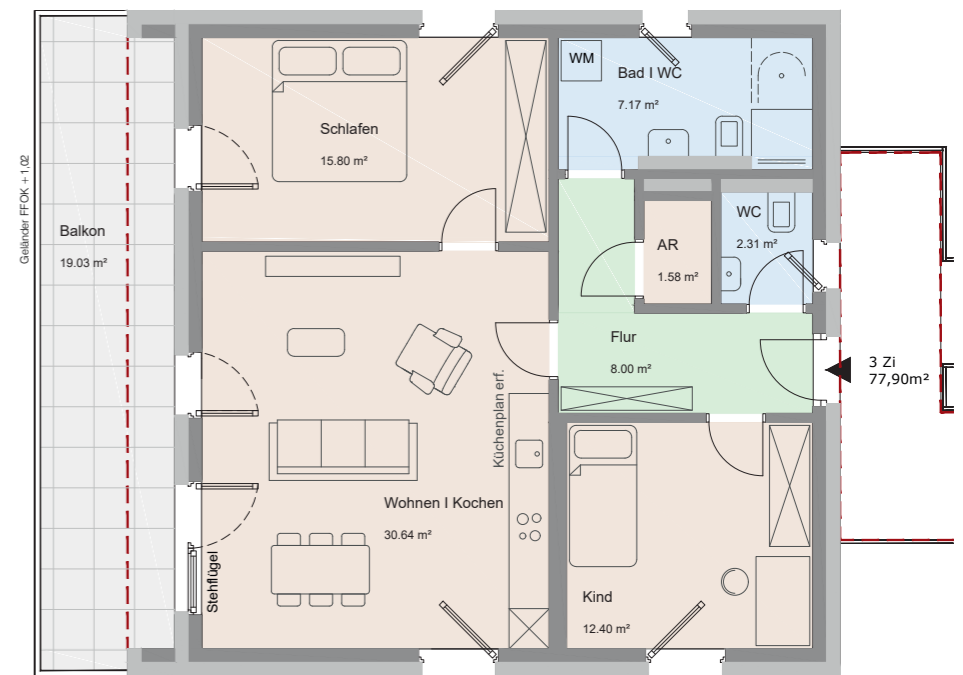 WM
Bad I WC
7.17 m²
Schlafen
15.80 m²
Geländer FFOK + 1,02
Balkon
19.03 m²
WC
2.31 m²
AR
1.58 m²
Flur
8.00 m²
3 Zi
77,90m²
Küchenplan erf.
Wohnen I Kochen
30.64 m²
Stehflügel
Kind
12.40 m²